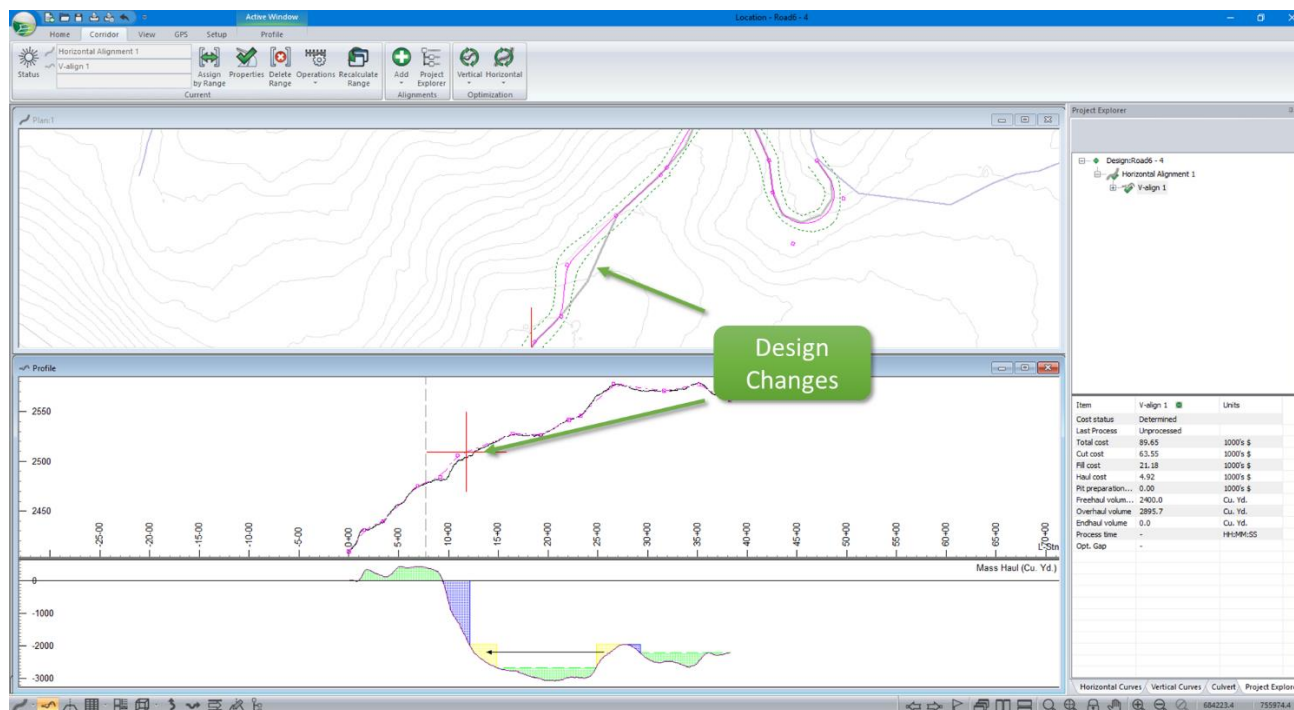 Active Window
Location - Road6 - 4
Home Corridor View GPS Setup Profile
Status
Horizontal Alignment 1
V-align 1
Assign by Range
Properties
Delete Range
Operations
Recalculate Range
Add
Project Explorer
Vertical
Horizontal
Current
Alignments
Optimization
Plan:1
Project Explorer
Design:Road6 - 4
Horizontal Alignment 1
V-align 1
Design
Changes
Profile
2550
2500
2450
-25+00 -20+00 -15+00 -10+00 -5+00 0+00 5+00 10+00 15+00 20+00 25+00 30+00 35+00 40+00 45+00 50+00 55+00 60+00 65+00 70+00
L-Stn
Mass Haul (Cu. Yd.)
0
-1000
-2000
-3000
Item V-align 1 Units
Cost status Determined
Last Process Unprocessed
Total cost 89.65 1000's $
Cut cost 63.55 1000's $
Fill cost 21.18 1000's $
Haul cost 4.92 1000's $
Pit preparation... 0.00 1000's $
Freehaul volum... 2400.0 Cu. Yd.
Overhaul volume 2895.7 Cu. Yd.
Endhaul volume 0.0 Cu. Yd.
Process time - HH:MM:SS
Opt. Gap -
Horizontal Curves Vertical Curves Culvert Project Explor
684223.4 755974.4